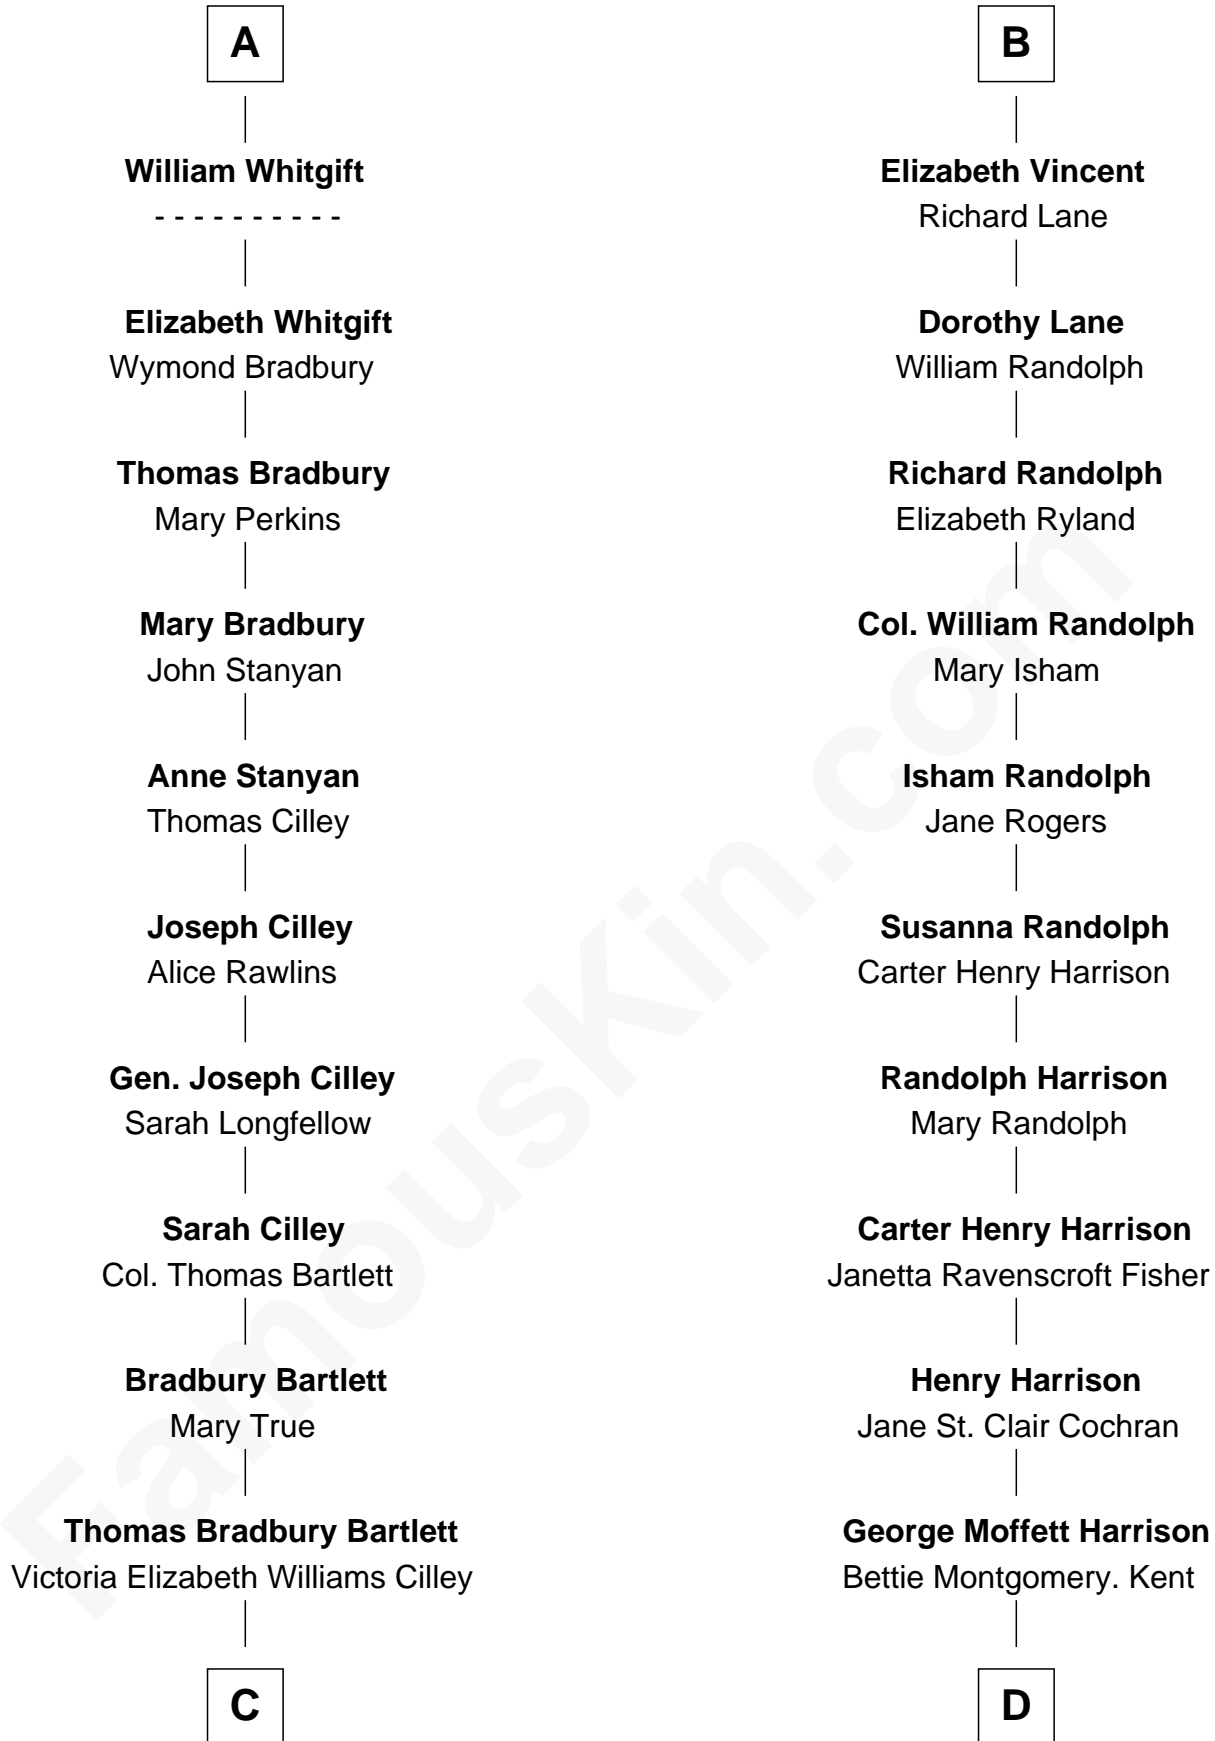 A
William Whitgift
- - - - - - - - - -
Elizabeth Whitgift
Wymond Bradbury
Thomas Bradbury
Mary Perkins
Mary Bradbury
John Stanyan
Anne Stanyan
Thomas Cilley
Joseph Cilley
Alice Rawlins
Gen. Joseph Cilley
Sarah Longfellow
Sarah Cilley
Col. Thomas Bartlett
Bradbury Bartlett
Mary True
Thomas Bradbury Bartlett
Victoria Elizabeth Williams Cilley
C
B
Elizabeth Vincent
Richard Lane
Dorothy Lane
William Randolph
Richard Randolph
Elizabeth Ryland
Col. William Randolph
Mary Isham
Isham Randolph
Jane Rogers
Susanna Randolph
Carter Henry Harrison
Randolph Harrison
Mary Randolph
Carter Henry Harrison
Janetta Ravenscroft Fisher
Henry Harrison
Jane St. Clair Cochran
George Moffett Harrison
Bettie Montgomery. Kent
D
FamousKin.com